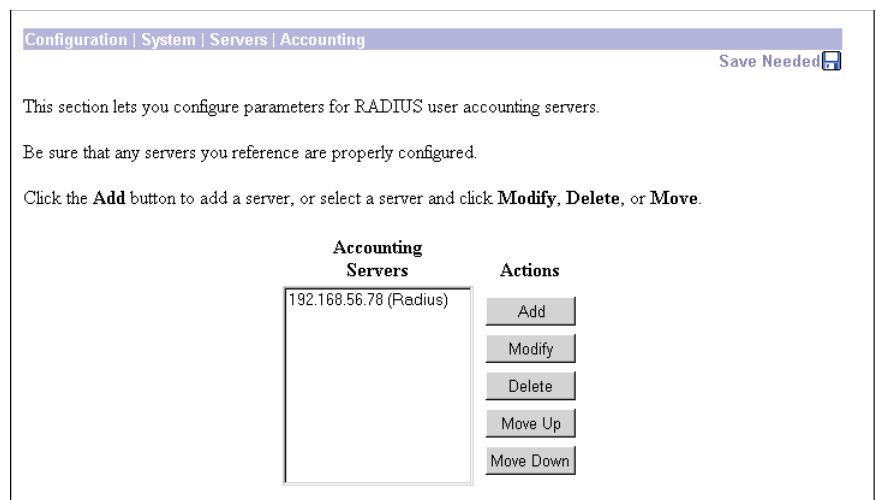 Configuration | System | Servers | Accounting
Save Needed
This section lets you configure parameters for RADIUS user accounting servers.
Be sure that any servers you reference are properly configured.
Click the Add button to add a server, or select a server and click Modify, Delete, or Move.
Accounting
Servers
Actions
192.168.56.78 (Radius)
Add
Modify
Delete
Move Up
Move Down